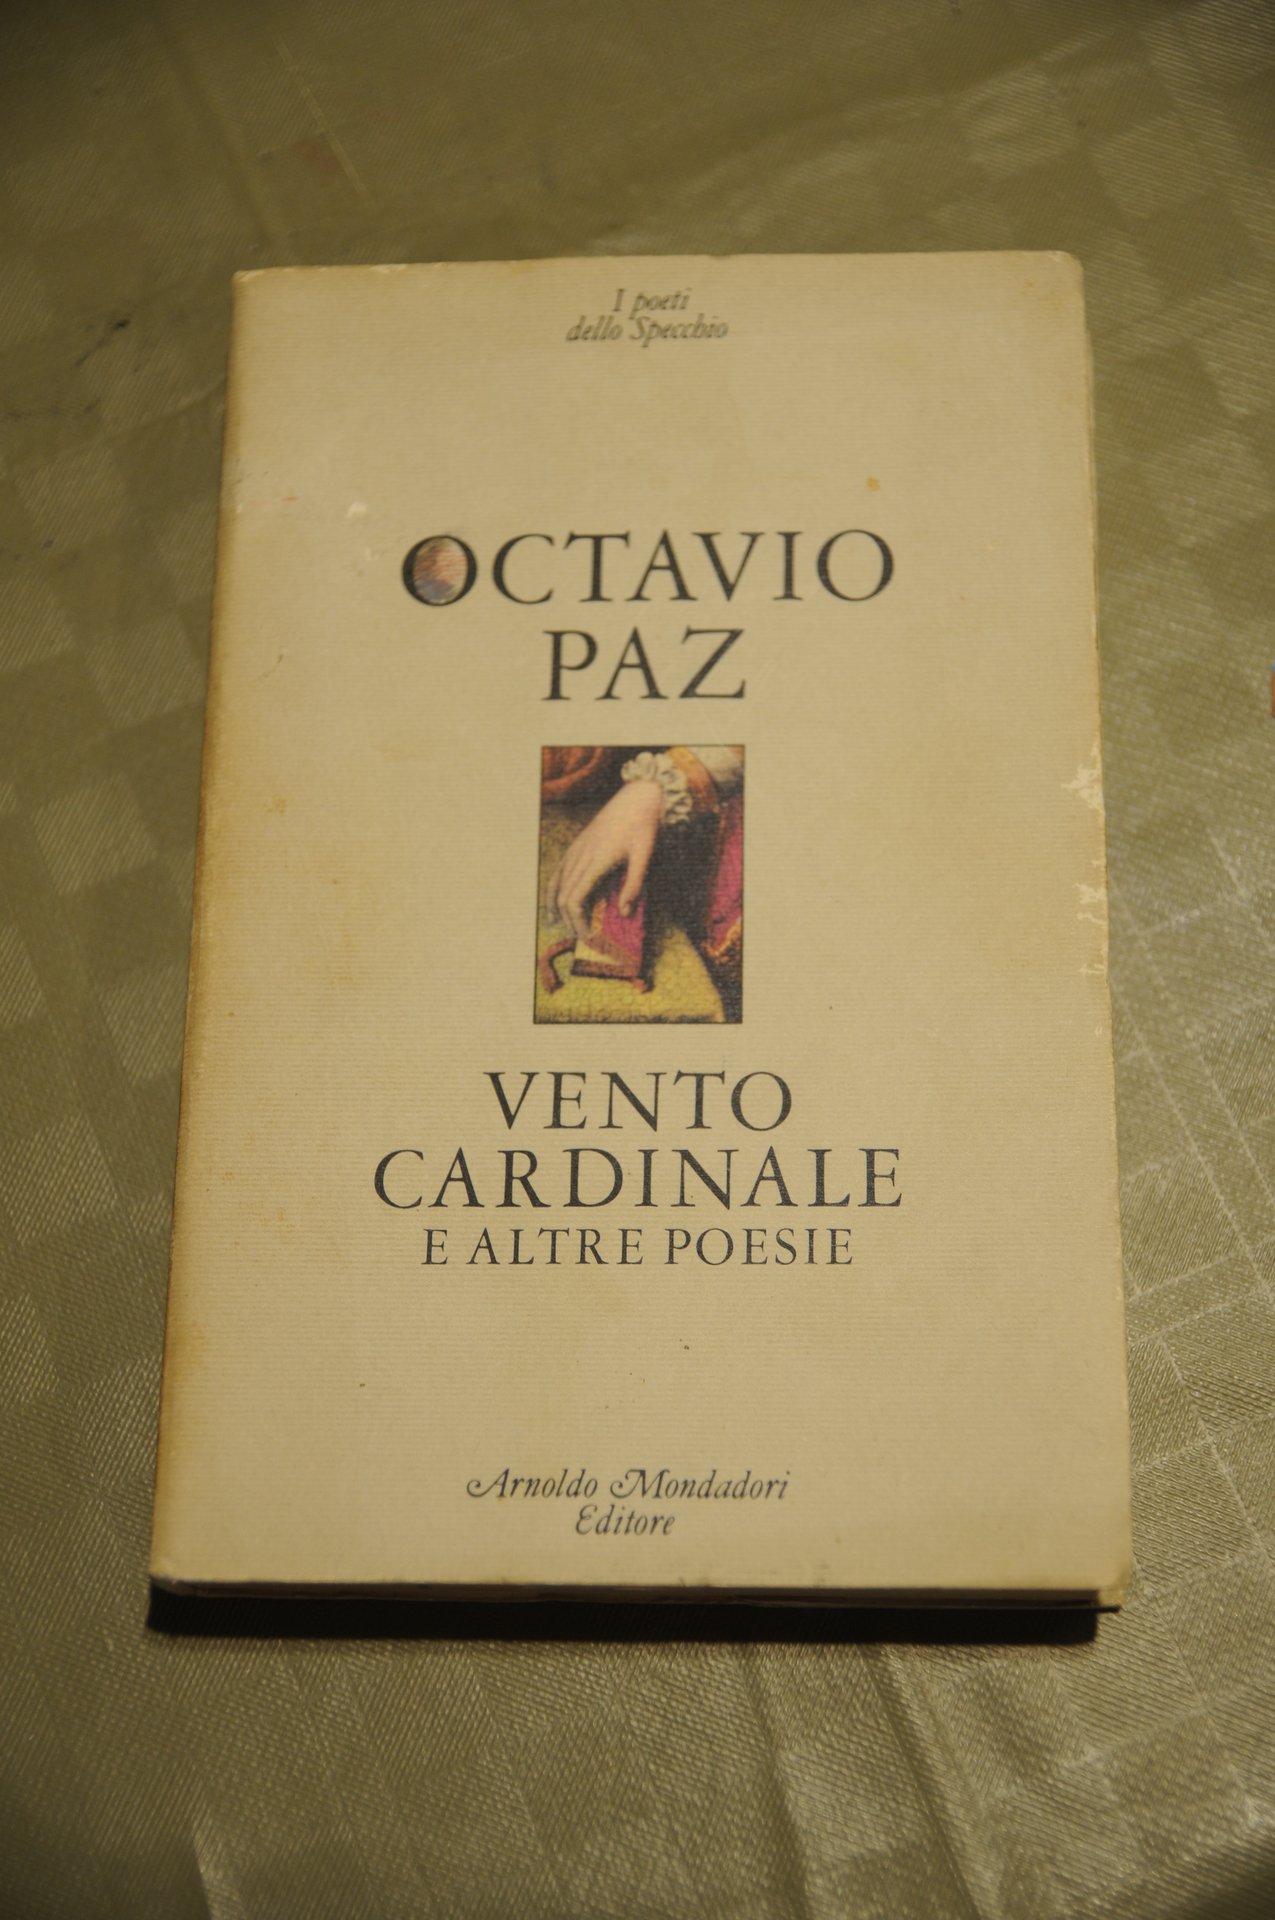 I poeti
dello Specchio
OCTAVIO
PAZ
VENTO
CARDINALE
E ALTRE POESIE
Arnoldo Mondadori
Editore